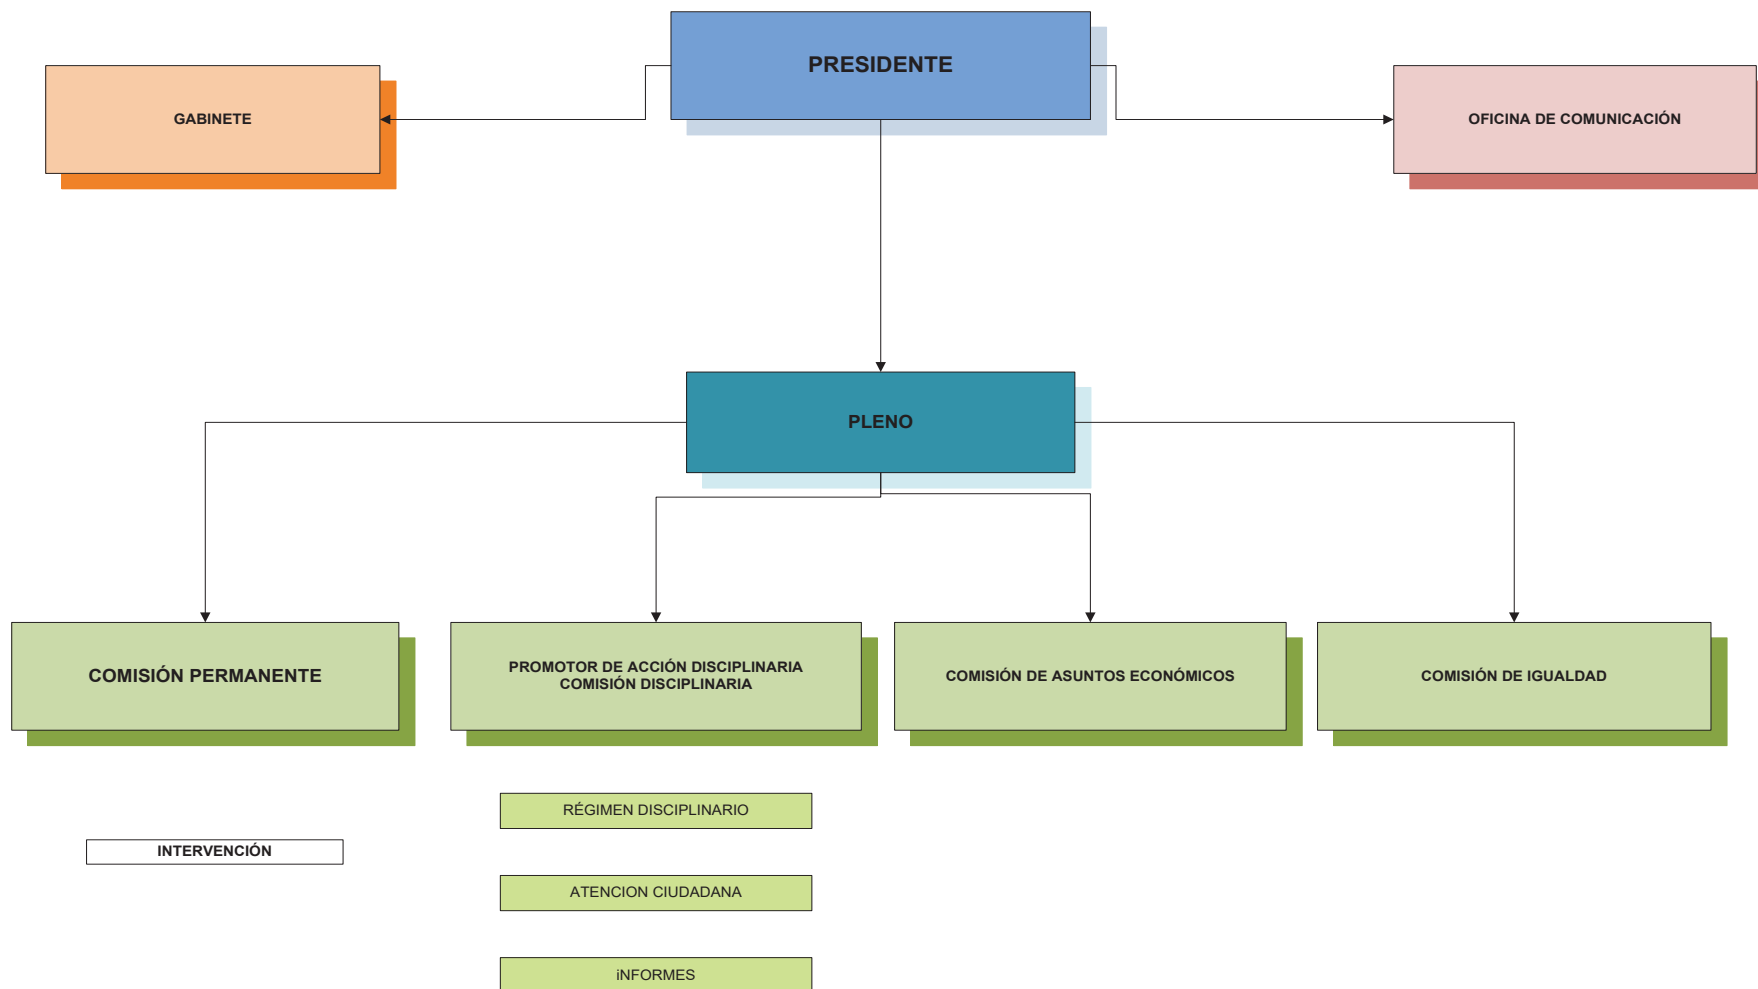 PRESIDENTE
GABINETE
OFICINA DE COMUNICACIÓN
PLENO
COMISIÓN PERMANENTE
PROMOTOR DE ACCIÓN DISCIPLINARIA
COMISIÓN DISCIPLINARIA
COMISIÓN DE ASUNTOS ECONÓMICOS
COMISIÓN DE IGUALDAD
RÉGIMEN DISCIPLINARIO
INTERVENCIÓN
ATENCION CIUDADANA
iNFORMES